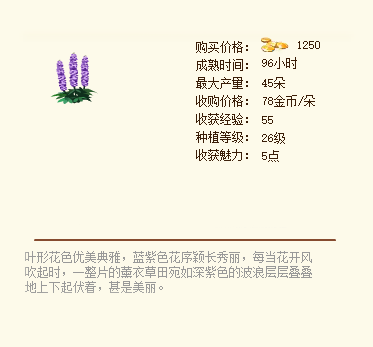 购买价格： 1250
成熟时间： 96小时
最大产量： 45朵
收购价格： 78金币/朵
收获经验： 55
种植等级： 26级
收获魅力： 5点
叶形花色优美典雅，蓝紫色花序颖长秀丽，每当花开风
吹起时，一整片的薰衣草田宛如深紫色的波浪层层叠叠
地上下起伏着，甚是美丽。